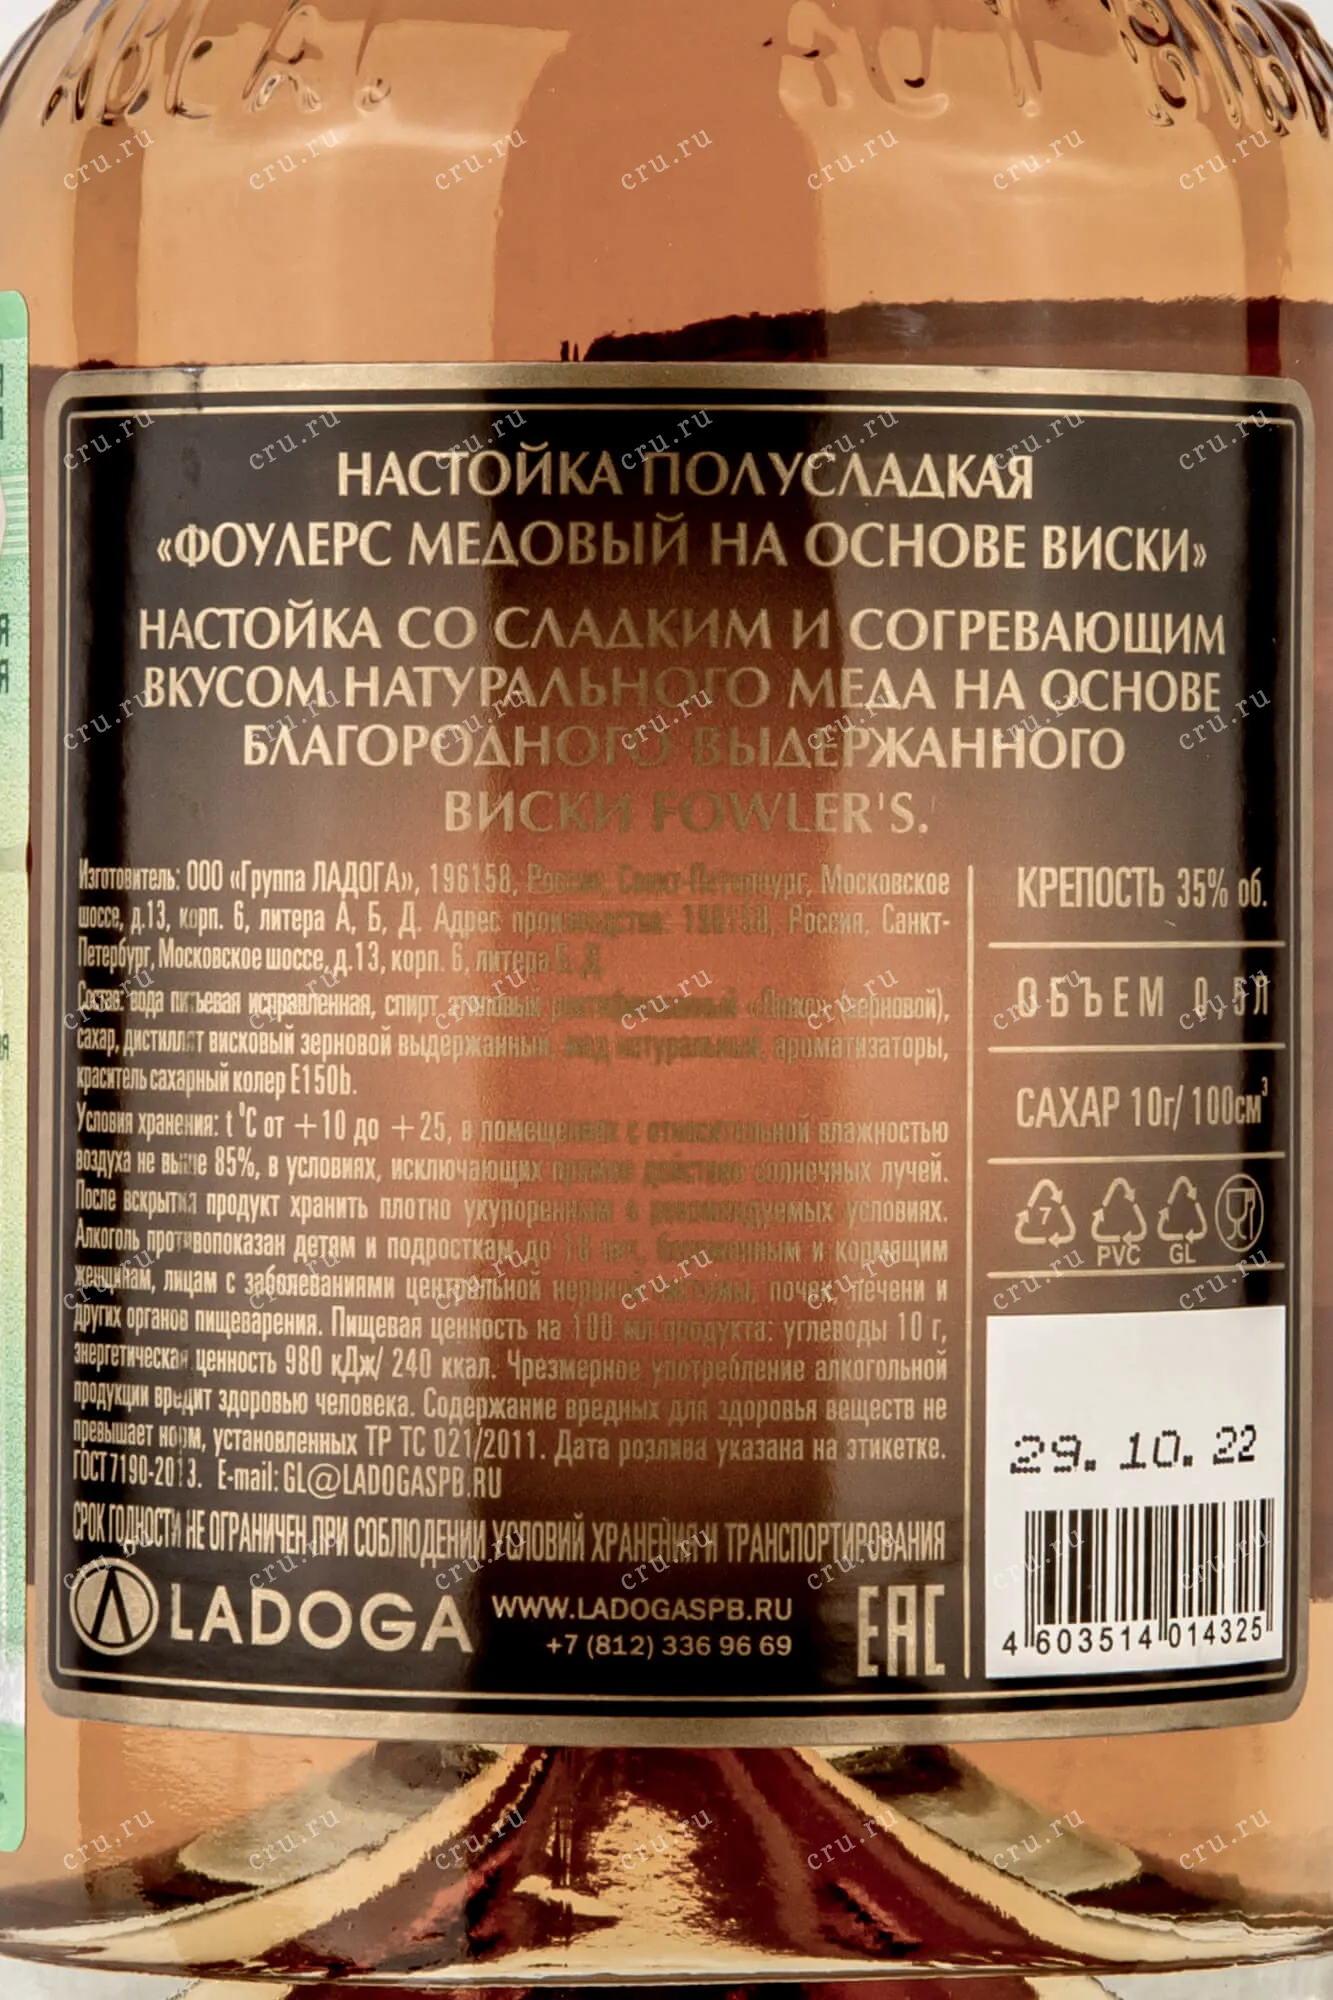 НАСТОЙКА ПОЛУСЛАДКАЯ
«ФОУЛЕРС МЕДОВЫЙ НА ОСНОВЕ ВИСКИ»
НАСТОЙКА СО СЛАДКИМ И СОГРЕВАЮЩИМ
ВКУСОМ НАТУРАЛЬНОГО МЕДА НА ОСНОВЕ
БЛАГОРОДНОГО ВЫДЕРЖАННОГО
ВИСКИ FOWLER'S.
Изготовитель: ООО «Группа ЛАДОГА», 196158, Россия, Санкт-Петербург, Московское
шоссе, д.13, корп. 6, литера А, Б, Д. Адрес производства: 196158, Россия, Санкт-
Петербург, Московское шоссе, д.13, корп. 6, литера Б, Д
Состав: вода питьевая исправленная, спирт этиловый ректификованный «Люкс» (зерновой),
сахар, дистиллят висковый зерновой выдержанный, мед натуральный, ароматизаторы,
краситель сахарный колер Е150b.
Условия хранения: t °C от +10 до +25, в помещениях с относительной влажностью
воздуха не выше 85%, в условиях, исключающих прямое действие солнечных лучей.
После вскрытия продукт хранить плотно укупоренным в рекомендуемых условиях.
Алкоголь противопоказан детям и подросткам до 18 лет, беременным и кормящим
женщинам, лицам с заболеваниями центральной нервной системы, почек, печени и
других органов пищеварения. Пищевая ценность на 100 мл продукта: углеводы 10 г,
энергетическая ценность 980 кДж/ 240 ккал. Чрезмерное употребление алкогольной
продукции вредит здоровью человека. Содержание вредных для здоровья веществ не
превышает норм, установленных ТР ТС 021/2011. Дата розлива указана на этикетке.
ГОСТ 7190-2013. E-mail: GL@LADOGASPB.RU
СРОК ГОДНОСТИ НЕ ОГРАНИЧЕН ПРИ СОБЛЮДЕНИИ УСЛОВИЙ ХРАНЕНИЯ И ТРАНСПОРТИРОВАНИЯ
LADOGA
WWW.LADOGASPB.RU
+7 (812) 336 96 69
EAC
КРЕПОСТЬ 35% об.
ОБЪЕМ 0,5Л
САХАР 10г/ 100см³
7
PVC
GL
29.10.22
4 603514 014325
cru.ru